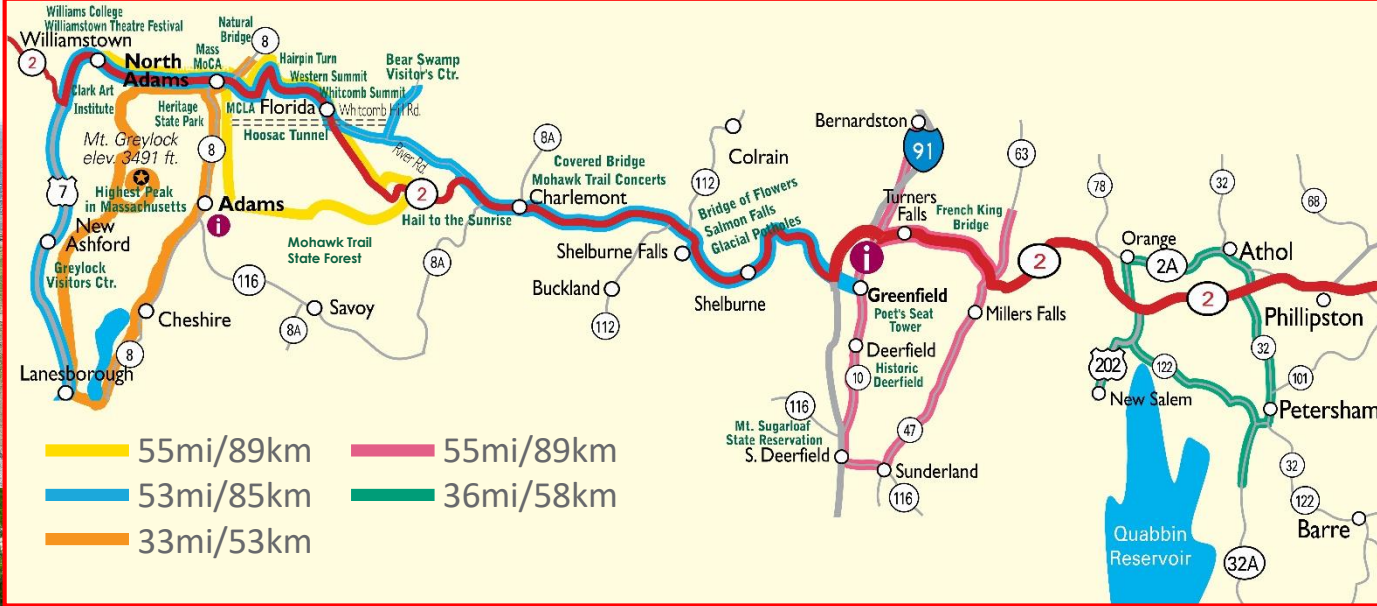 Williams College
Williamstown Theatre Festival
Williamstown
2
North
Adams
Mass
MoCA
Natural
Bridge
8
Hairpin Turn
Western Summit
Whitcomb Summit
Bear Swamp
Visitor's Ctr.
Clark Art
Institute
Heritage
State Park
MCLA
Florida
Whitcomb Hill Rd.
Hoosac Tunnel
River Rd.
Mt. Greylock
elev. 3491 ft.
8
7
Highest Peak
in Massachusetts
Adams
i
New
Ashford
Greylock
Visitors Ctr.
Mohawk Trail
State Forest
2
Hail to the Sunrise
8A
Covered Bridge
Mohawk Trail Concerts
Charlemont
8A
116
Savoy
8A
Cheshire
8
Lanesborough
Colrain
112
Bridge of Flowers
Salmon Falls
Glacial Potholes
Shelburne Falls
Buckland
112
Shelburne
Bernardston
91
63
Turners
Falls
French King
Bridge
i
2
Greenfield
Poet's Seat
Tower
Millers Falls
Deerfield
10
Historic
Deerfield
116
Mt. Sugarloaf
State Reservation
S. Deerfield
47
Sunderland
116
78
32
68
Orange
2A
Athol
2
Phillipston
202
122
32
101
New Salem
Petersham
32
122
Barre
Quabbin
Reservoir
32A
55mi/89km
53mi/85km
33mi/53km
55mi/89km
36mi/58km